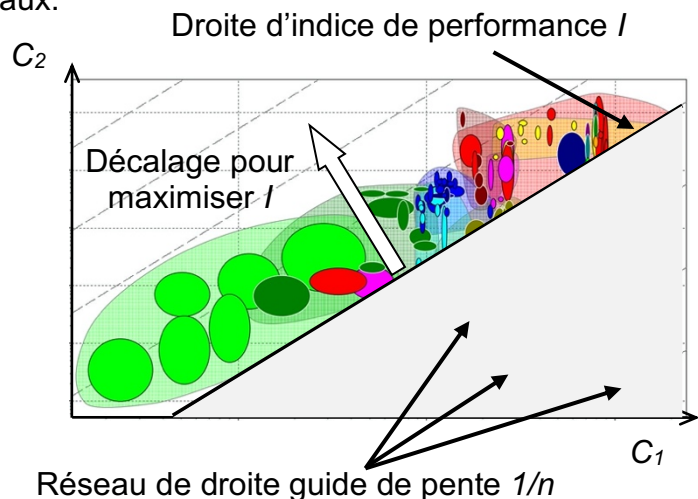 aux.
Droite d’indice de performance I
C2
Décalage pour
maximiser I
C1
Réseau de droite guide de pente 1/n